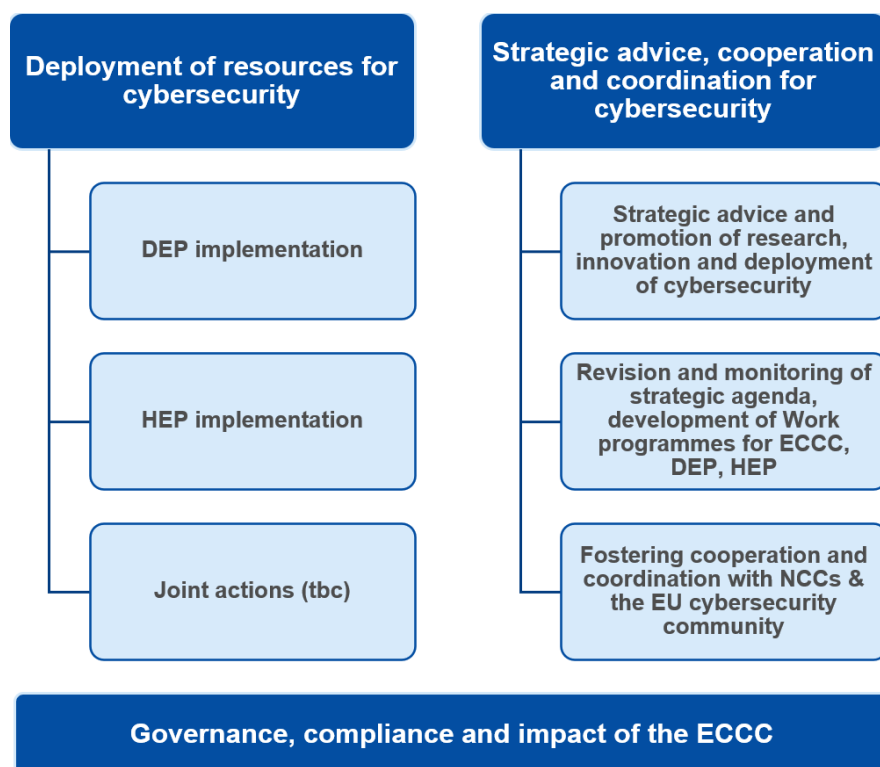 Deployment of resources for
cybersecurity
DEP implementation
HEP implementation
Joint actions (tbc)
Strategic advice, cooperation
and coordination for
cybersecurity
Strategic advice and
promotion of research,
innovation and deployment
of cybersecurity
Revision and monitoring of
strategic agenda,
development of Work
programmes for ECCC,
DEP, HEP
Fostering cooperation and
coordination with NCCs &
the EU cybersecurity
community
Governance, compliance and impact of the ECCC